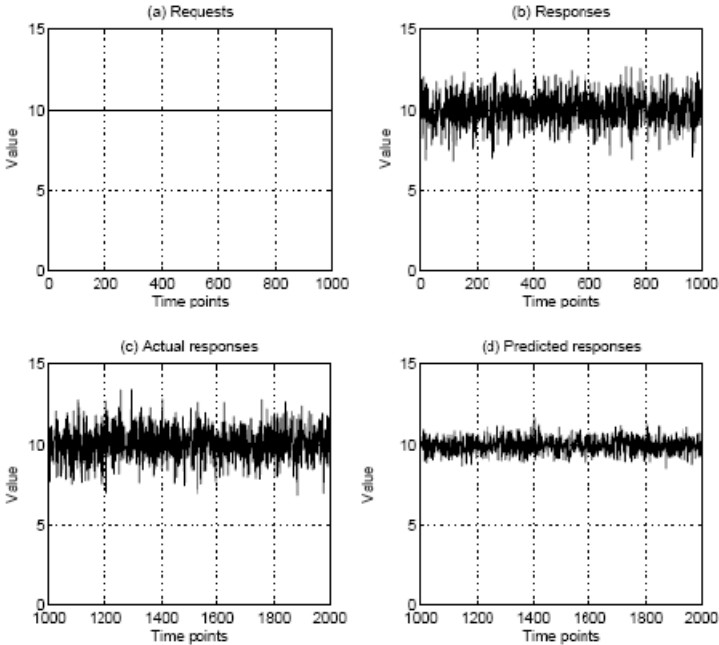 (a) Requests
15
10
5
0
Value
0 200 400 600 800 1000
Time points
(b) Responses
15
10
5
0
Value
0 200 400 600 800 1000
Time points
(c) Actual responses
15
10
5
0
Value
1000 1200 1400 1600 1800 2000
Time points
(d) Predicted responses
15
10
5
0
Value
1000 1200 1400 1600 1800 2000
Time points